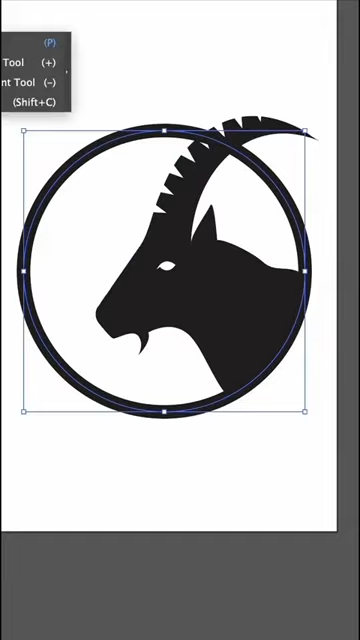 (P)
Tool (+)
nt Tool (–)
(Shift+C)